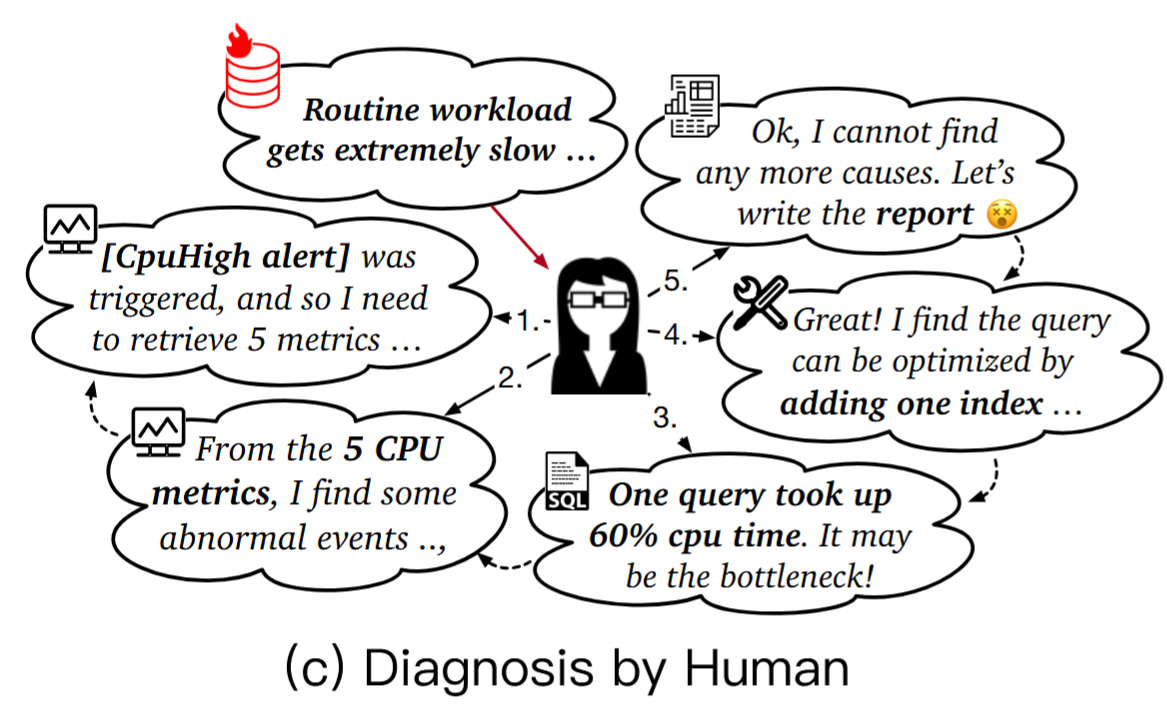 Routine workload
gets extremely slow ...
[CpuHigh alert] was
triggered, and so I need
to retrieve 5 metrics ...
From the 5 CPU
metrics, I find some
abnormal events ..,
SQL
One query took up
60% cpu time. It may
be the bottleneck!
Great! I find the query
can be optimized by
adding one index ...
Ok, I cannot find
any more causes. Let's
write the report
1.
2.
3.
4.
5.
(c) Diagnosis by Human